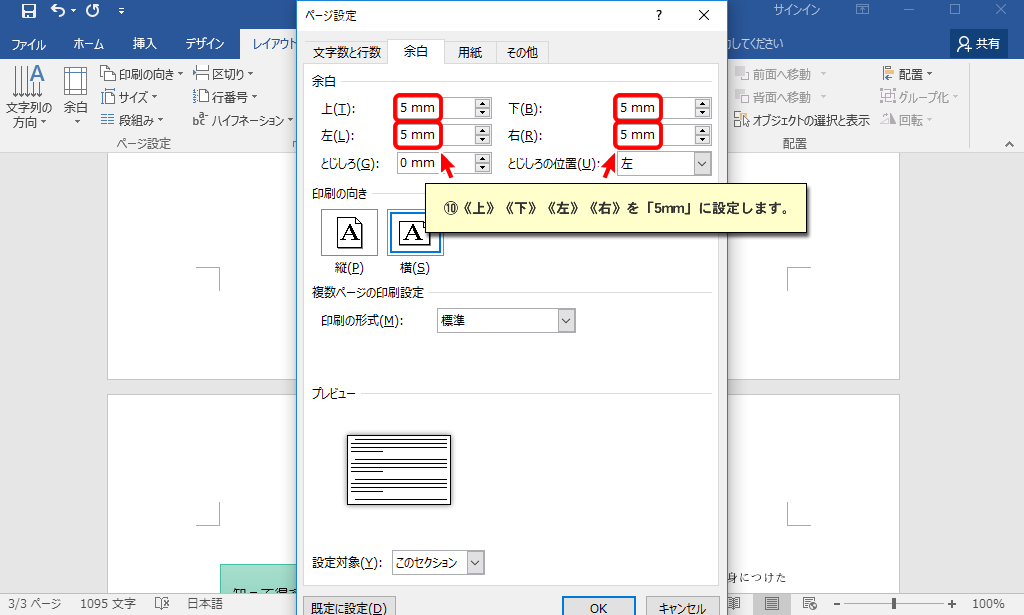 ページ設定
?
サインイン
ファイル
ホーム
挿入
デザイン
レイアウト
力してください
共有
文字数と行数
余白
用紙
その他
文字列の方向
余白
印刷の向き
サイズ
段組み
区切り
行番号
ハイフネーション
ページ設定
前面へ移動
背面へ移動
オブジェクトの選択と表示
配置
グループ化
回転
配置
余白
上(T):
5 mm
下(B):
5 mm
左(L):
5 mm
右(R):
5 mm
とじしろ(G):
0 mm
とじしろの位置(U):
左
⑩《上》《下》《左》《右》を「5mm」に設定します。
印刷の向き
A
A
縦(P)
横(S)
複数ページの印刷設定
印刷の形式(M):
標準
プレビュー
設定対象(Y):
このセクション
既定に設定(D)
OK
キャンセル
知って得す
身につけた
3/3 ページ
1095 文字
日本語
100%